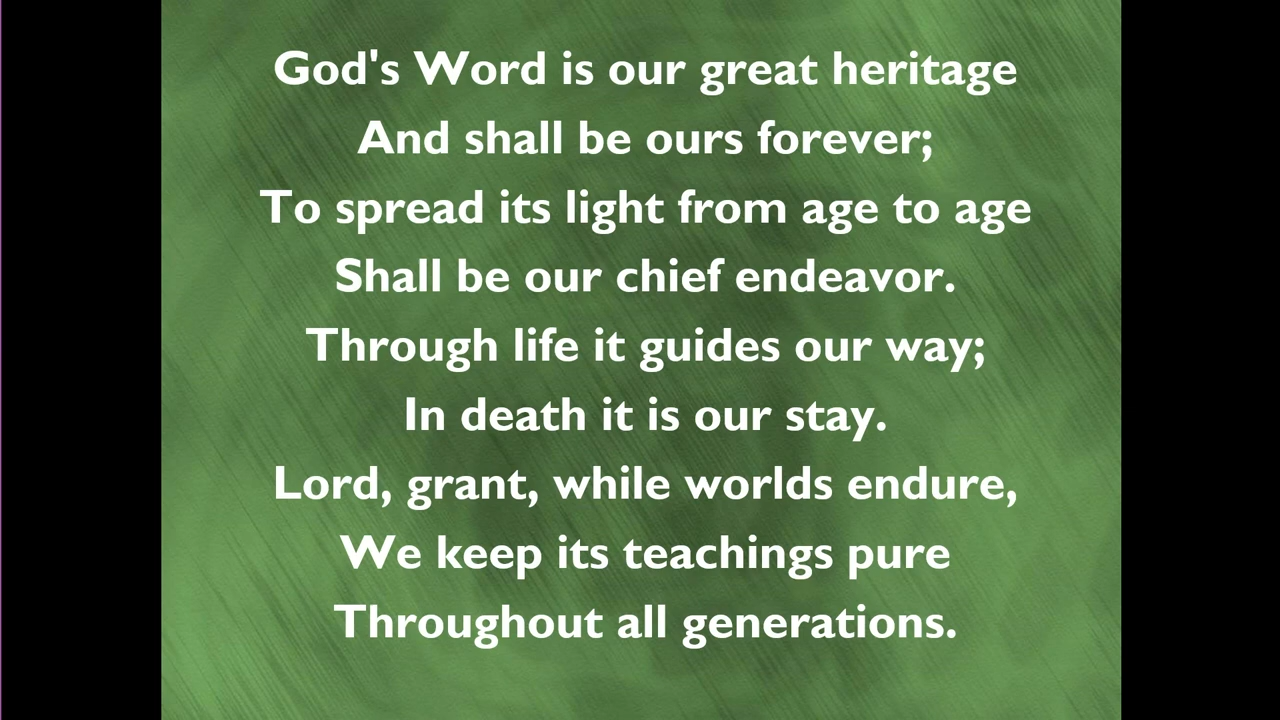 God's Word is our great heritage
And shall be ours forever;
To spread its light from age to age
Shall be our chief endeavor.
Through life it guides our way;
In death it is our stay.
Lord, grant, while worlds endure,
We keep its teachings pure
Throughout all generations.